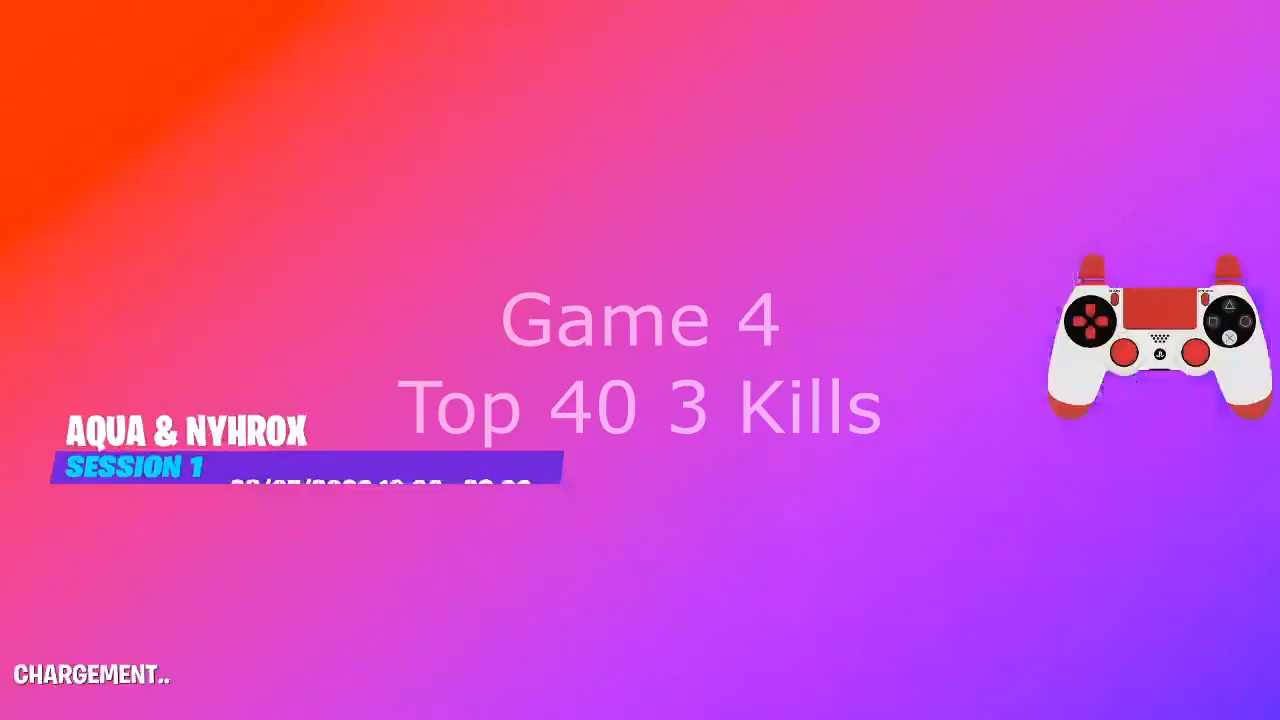 Game 4
Top 40 3 Kills
AQUA & NYHROX
SESSION 1
CHARGEMENT..